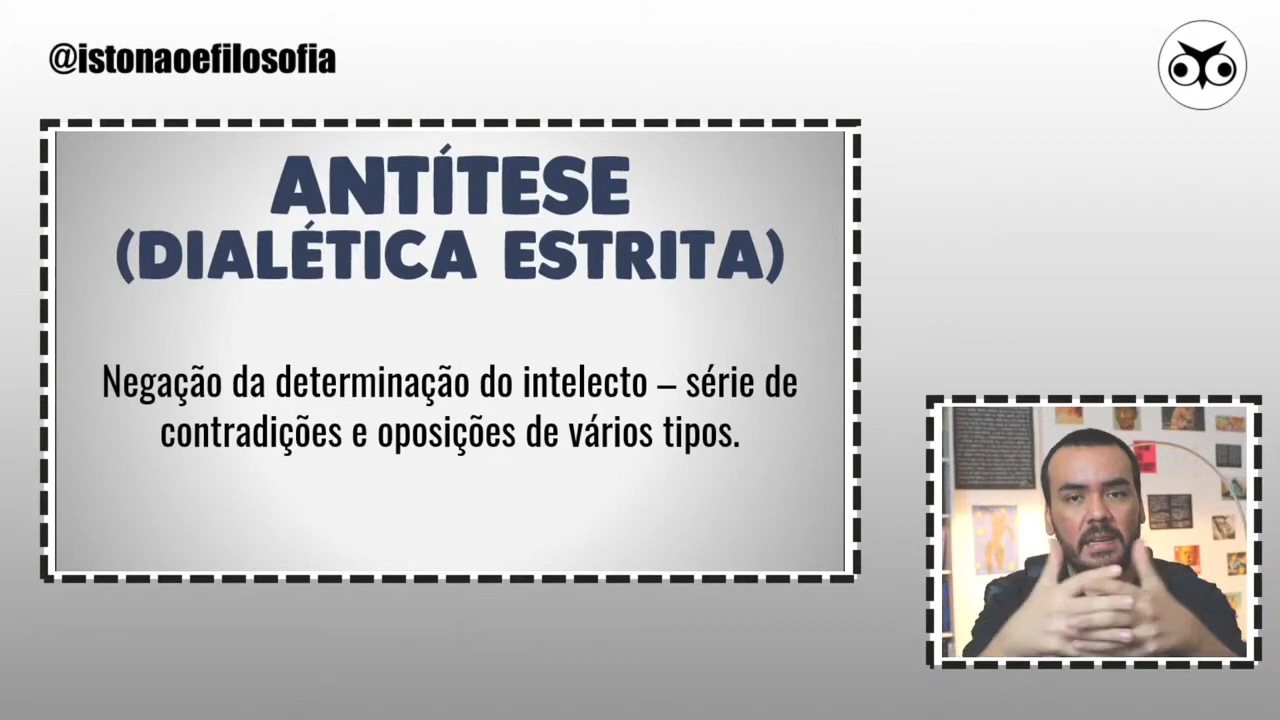 @istonaoefilosofia
ANTÍTESE
(DIALÉTICA ESTRITA)
Negação da determinação do intelecto – série de
contradições e oposições de vários tipos.